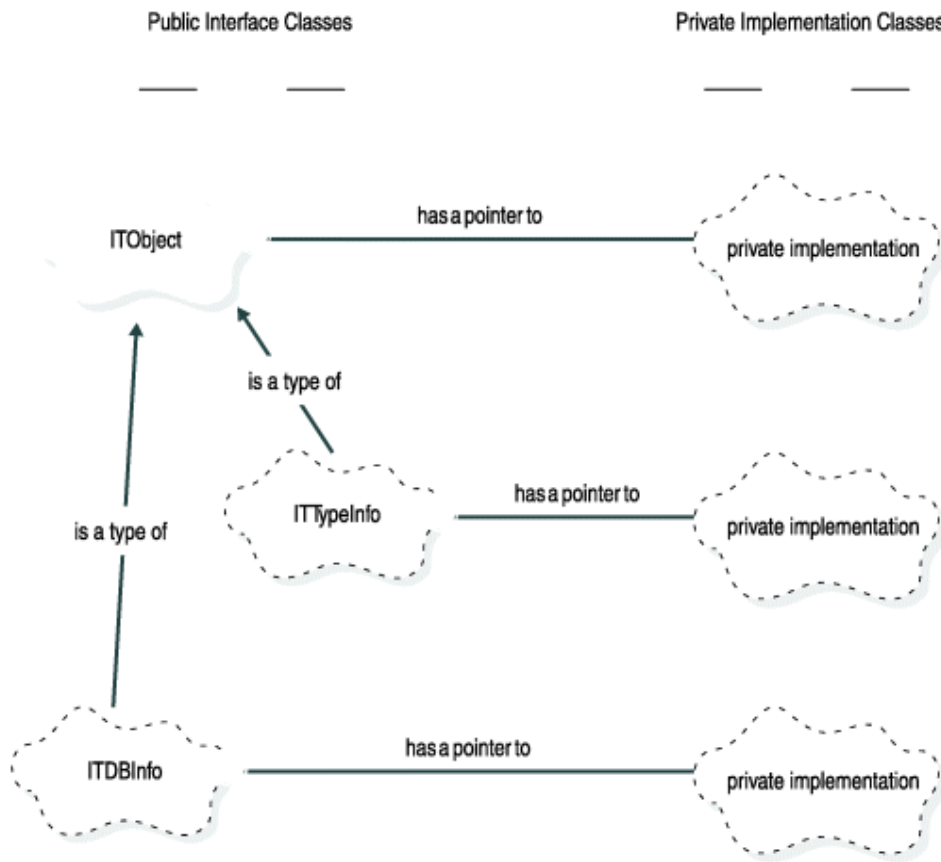 Public Interface Classes
Private Implementation Classes
has a pointer to
ITObject
private implementation
is a type of
has a pointer to
ITTypeInfo
private implementation
is a type of
has a pointer to
ITDBInfo
private implementation